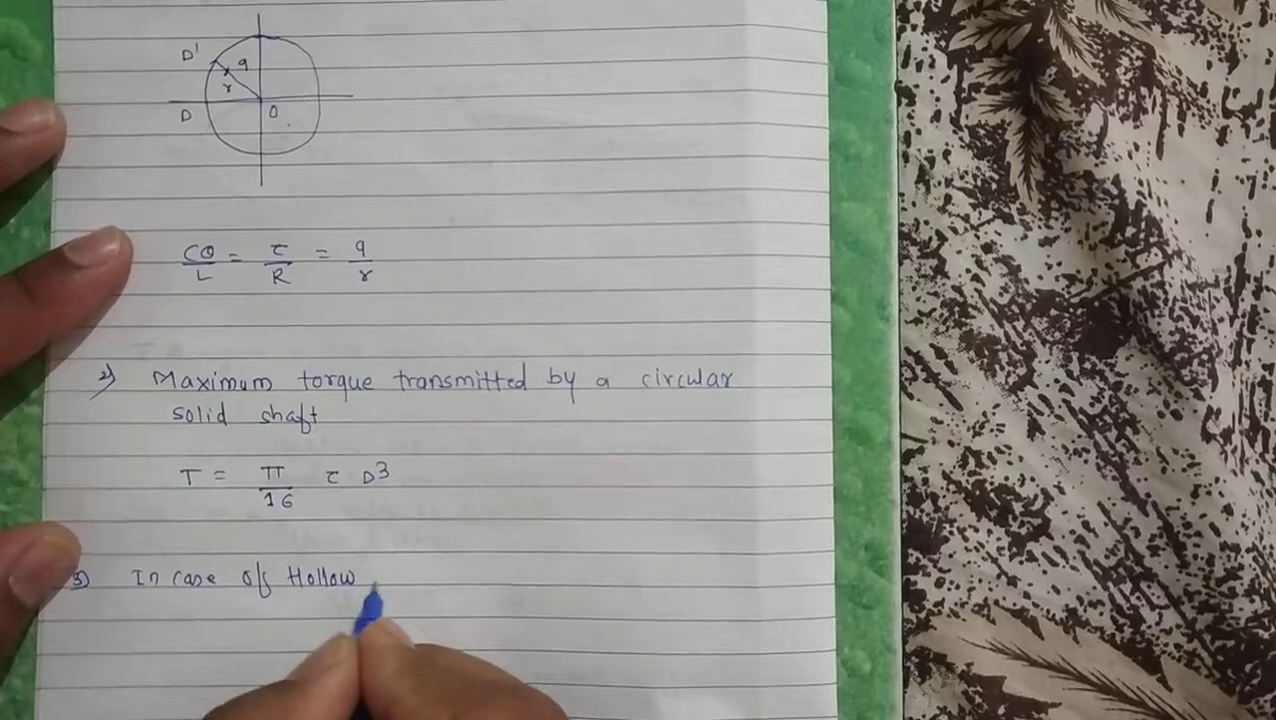 D'
q
r
D
O
Cθ/L = τ/R = q/r
2) Maximum torque transmitted by a circular
solid shaft
T = π/16 τ D³
3) In case of Hollow